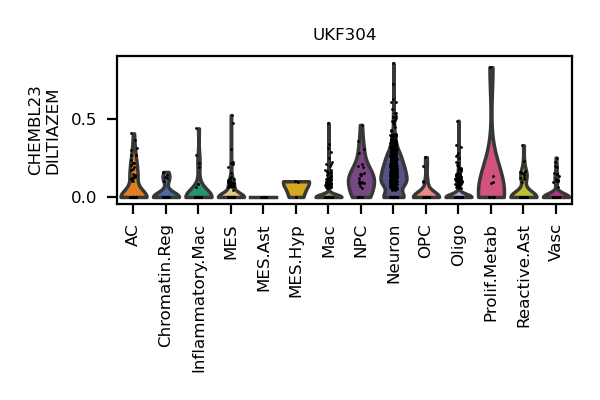 UKF304
CHEMBL23
DILTIAZEM
0.5
0.0
AC
Chromatin.Reg
Inflammatory.Mac
MES
MES.Ast
MES.Hyp
Mac
NPC
Neuron
OPC
Oligo
Prolif.Metab
Reactive.Ast
Vasc